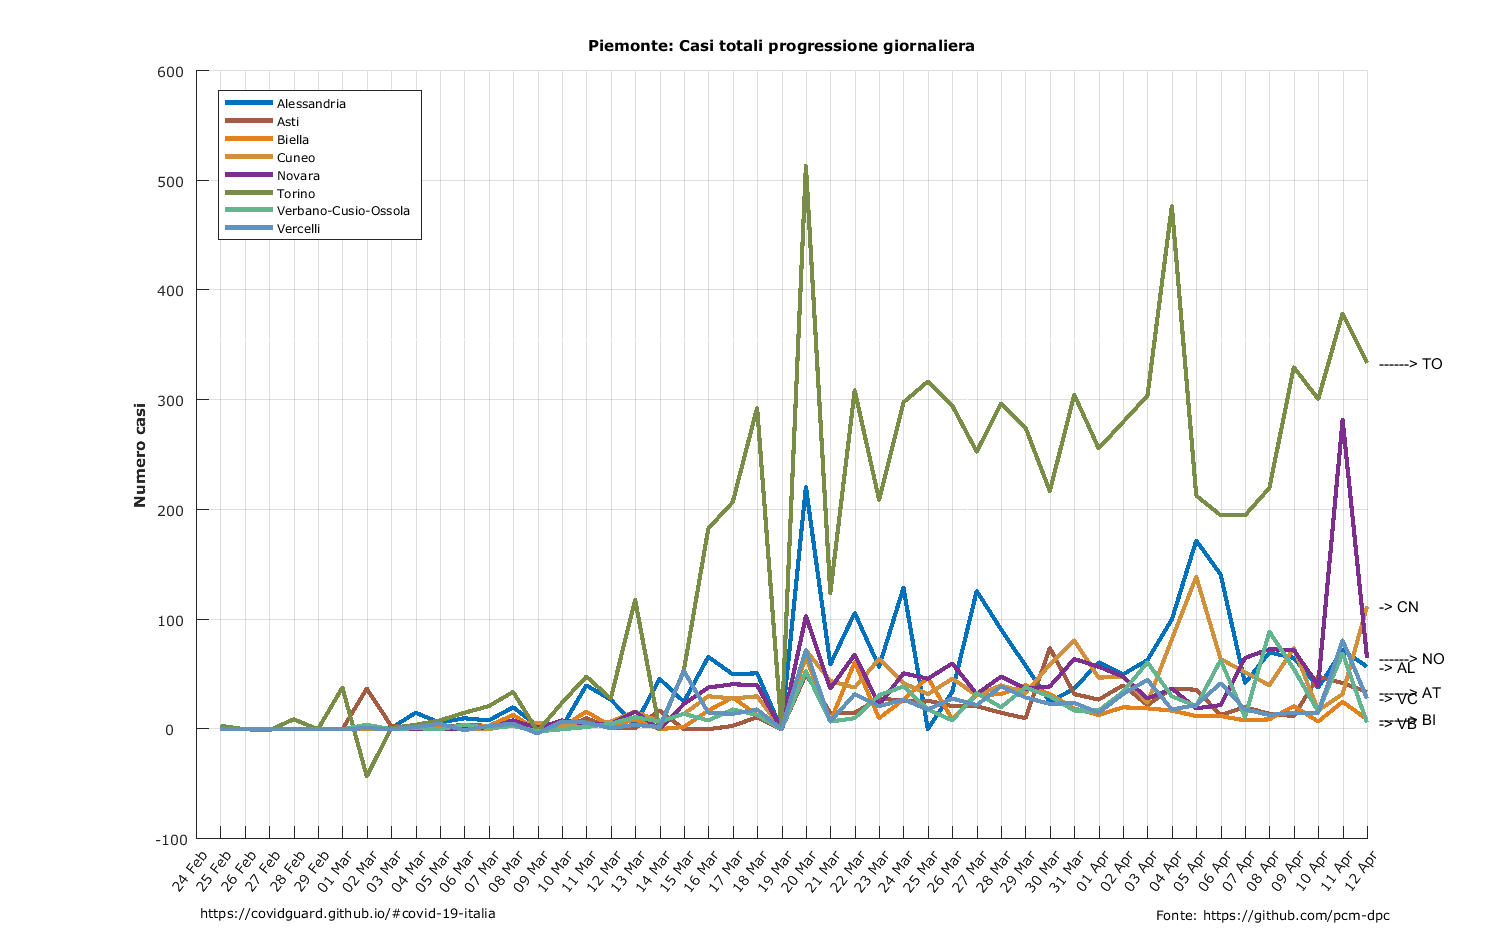 Piemonte: Casi totali progressione giornaliera
600
500
400
300
200
100
0
-100
Numero casi
Alessandria
Asti
Biella
Cuneo
Novara
Torino
Verbano-Cusio-Ossola
Vercelli
------> TO
-> CN
------> NO
-> AL
------> AT
-> VC
------> BI
-> VB
24 Feb
25 Feb
26 Feb
27 Feb
28 Feb
29 Feb
01 Mar
02 Mar
03 Mar
04 Mar
05 Mar
06 Mar
07 Mar
08 Mar
09 Mar
10 Mar
11 Mar
12 Mar
13 Mar
14 Mar
15 Mar
16 Mar
17 Mar
18 Mar
19 Mar
20 Mar
21 Mar
22 Mar
23 Mar
24 Mar
25 Mar
26 Mar
27 Mar
28 Mar
29 Mar
30 Mar
31 Mar
01 Apr
02 Apr
03 Apr
04 Apr
05 Apr
06 Apr
07 Apr
08 Apr
09 Apr
10 Apr
11 Apr
12 Apr
https://covidguard.github.io/#covid-19-italia
Fonte: https://github.com/pcm-dpc